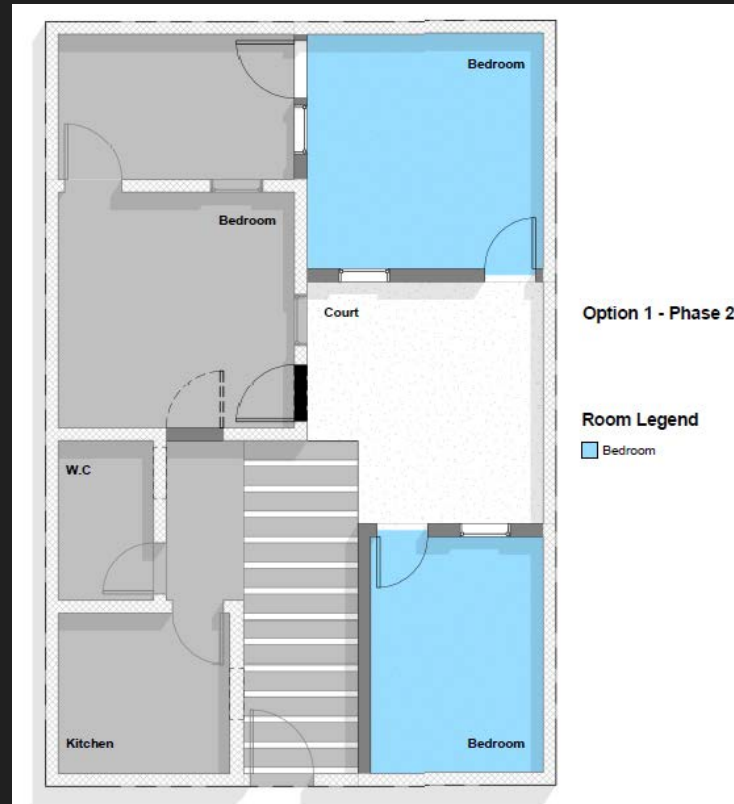 Bedroom
Bedroom
Court
Option 1 - Phase 2
Room Legend
Bedroom
W.C
Kitchen
Bedroom